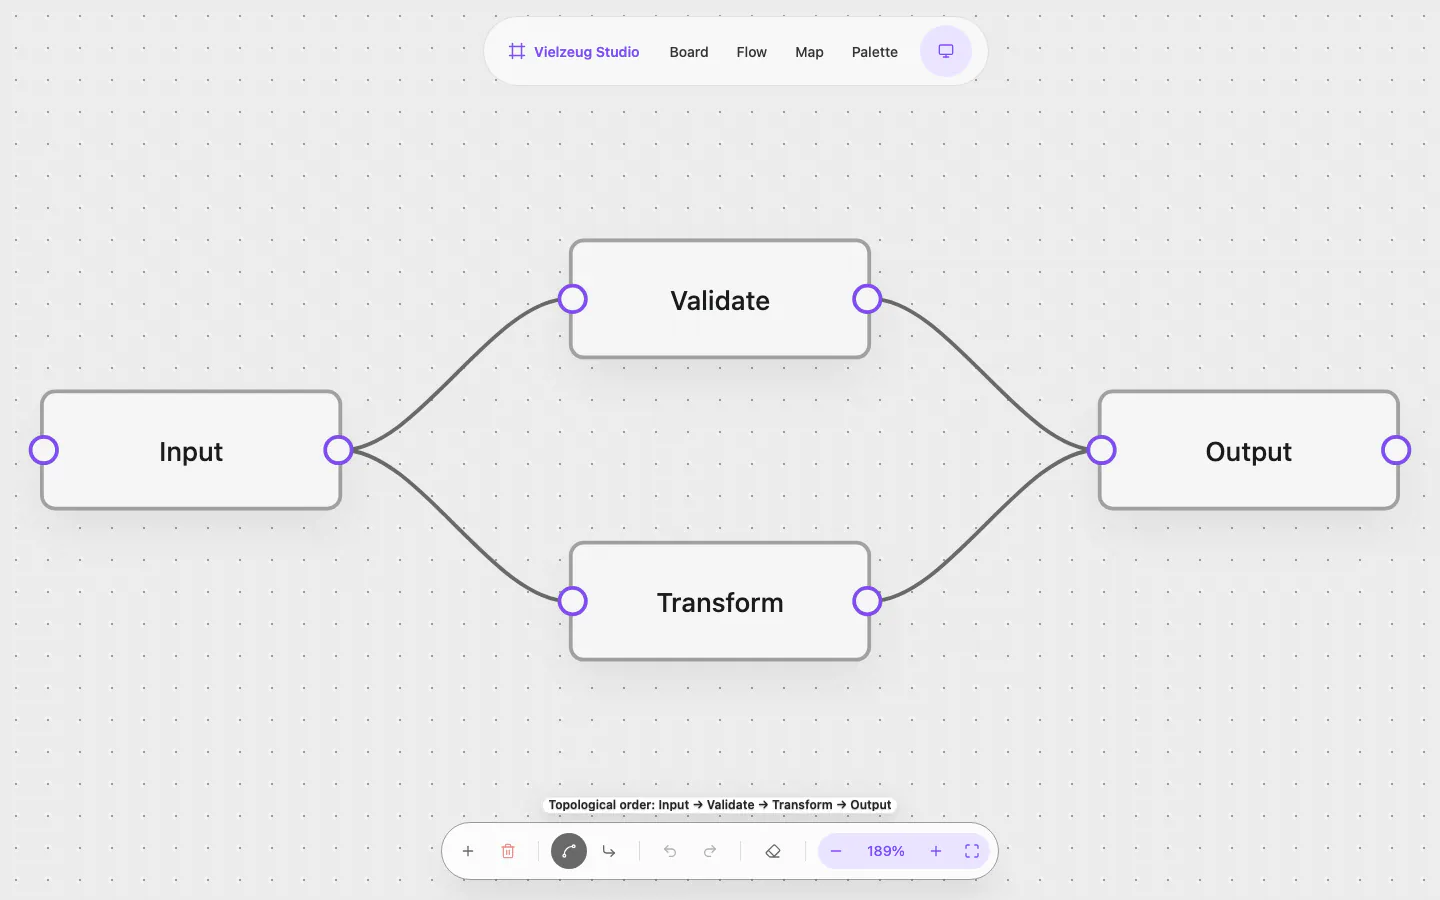 Vielzeug Studio Board Flow Map Palette
Validate
Input
Output
Transform
Topological order: Input → Validate → Transform → Output
189%